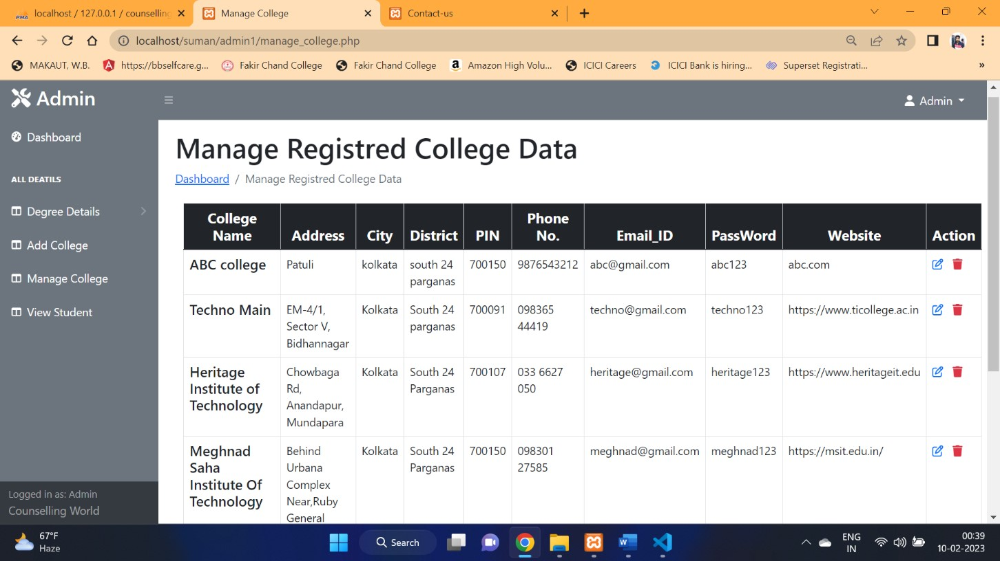 localhost / 127.0.0.1 / counselling
Manage College
Contact-us
localhost/suman/admin1/manage_college.php
MAKAUT, W.B.
https://bbselfcare.g...
Fakir Chand College
Fakir Chand College
Amazon High Volu...
ICICI Careers
ICICI Bank is hiring...
Superset Registrati...
»
Admin
Admin
Dashboard
ALL DEATILS
Degree Details
Add College
Manage College
View Student
Logged in as: Admin
Counselling World
Manage Registred College Data
Dashboard / Manage Registred College Data
College Name
Address
City
District
PIN
Phone No.
Email_ID
PassWord
Website
Action
ABC college
Patuli
kolkata
south 24
parganas
700150
9876543212
abc@gmail.com
abc123
abc.com
Techno Main
EM-4/1,
Sector V,
Bidhannagar
Kolkata
South 24
parganas
700091
098365
44419
techno@gmail.com
techno123
https://www.ticollege.ac.in
Heritage
Institute of
Technology
Chowbaga
Rd,
Anandapur,
Mundapara
Kolkata
South 24
Parganas
700107
033 6627
050
heritage@gmail.com
heritage123
https://www.heritageit.edu
Meghnad
Saha
Institute Of
Technology
Behind
Urbana
Complex
Near,Ruby
General
Kolkata
South 24
Parganas
700150
098301
27585
meghnad@gmail.com
meghnad123
https://msit.edu.in/
67°F
Haze
Search
ENG
IN
00:39
10-02-2023